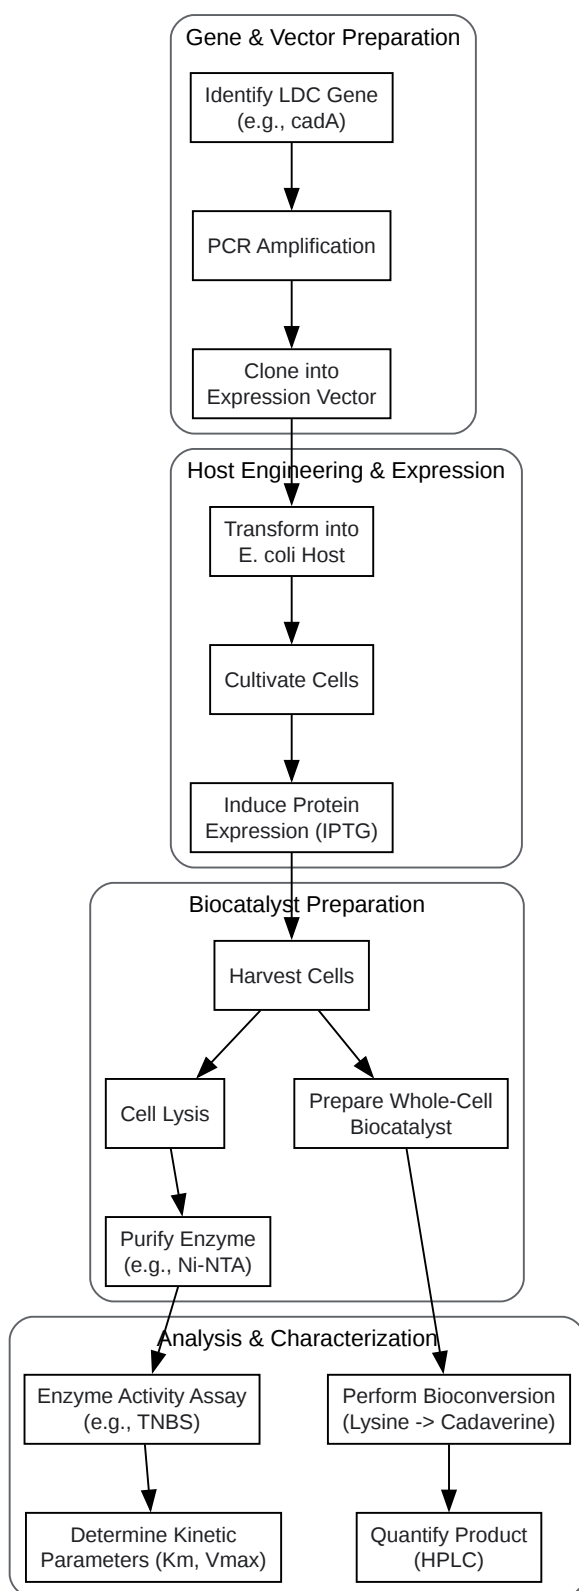 Gene & Vector Preparation
Identify LDC Gene
(e.g., cadA)
PCR Amplification
Clone into
Expression Vector
Host Engineering & Expression
Transform into
E. coli Host
Cultivate Cells
Induce Protein
Expression (IPTG)
Biocatalyst Preparation
Harvest Cells
Cell Lysis
Prepare Whole-Cell
Biocatalyst
Purify Enzyme
(e.g., Ni-NTA)
Analysis & Characterization
Enzyme Activity Assay
(e.g., TNBS)
Perform Bioconversion
(Lysine -> Cadaverine)
Determine Kinetic
Parameters (Km, Vmax)
Quantify Product
(HPLC)